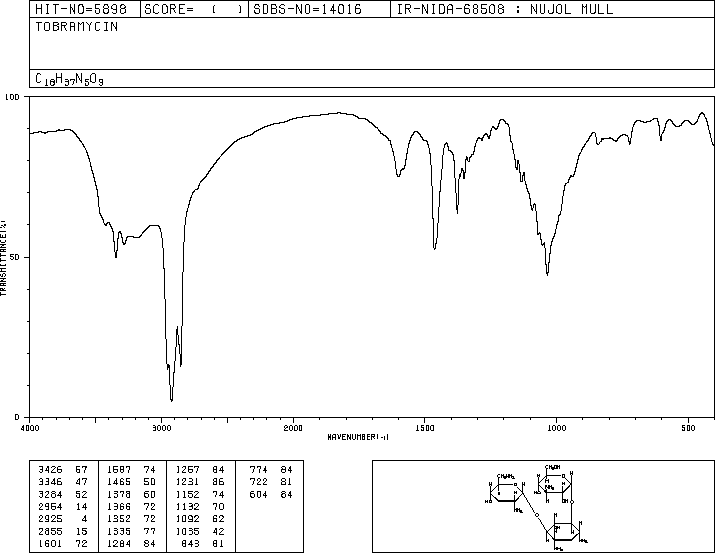 HIT-NO=5898 SCORE= ( ) SDBS-NO=14016 IR-NIDA-68508 : NUJOL MULL
TOBRAMYCIN
C18H37N5O9
100
50
0
TRANSMITTANCE(%)
4000 3000 2000 1500 1000 500
WAVENUMBER(-1)
3426 57 1587 74 1257 84 774 84
3346 47 1465 50 1231 86 722 81
3284 52 1378 60 1152 74 604 84
2954 14 1366 72 1132 70
2925 4 1352 72 1092 62
2855 15 1335 77 1035 42
1601 72 1284 84 843 81